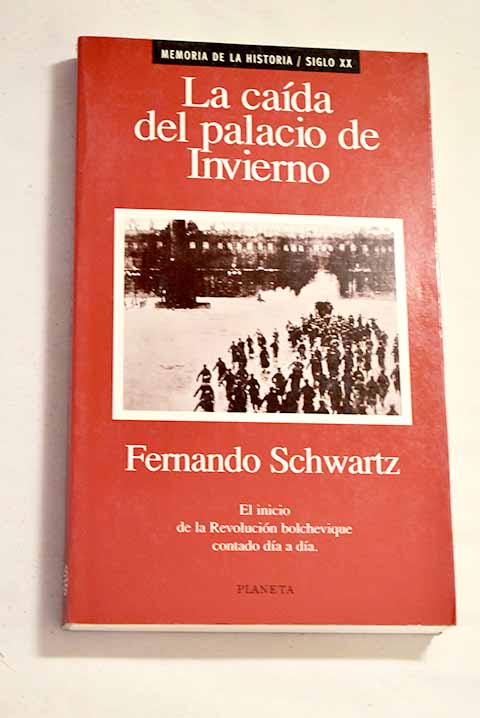 MEMORIA DE LA HISTORIA / SIGLO XX
La caída
del palacio de
Invierno
Fernando Schwartz
El inicio
de la Revolución bolchevique
contado día a día.
PLANETA